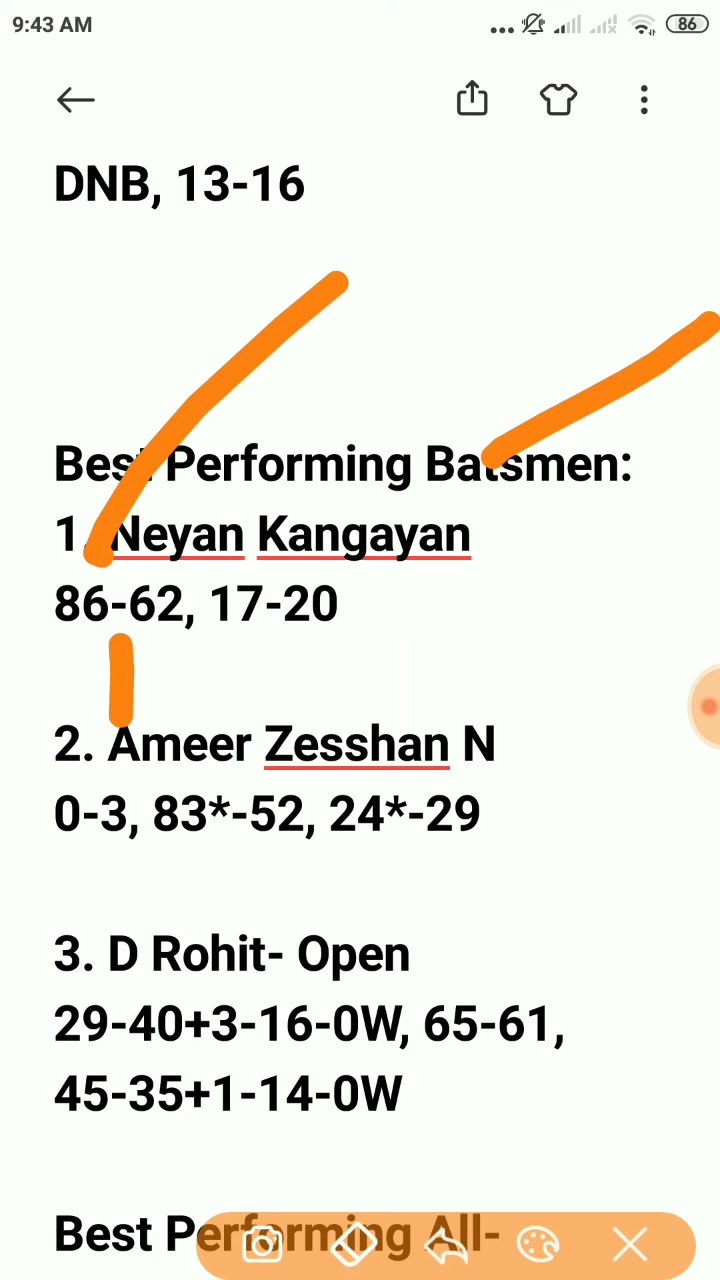 9:43 AM
86
DNB, 13-16
Best Performing Batsmen:
1. Neyan Kangayan
86-62, 17-20
2. Ameer Zesshan N
0-3, 83*-52, 24*-29
3. D Rohit- Open
29-40+3-16-0W, 65-61,
45-35+1-14-0W
Best Performing All-